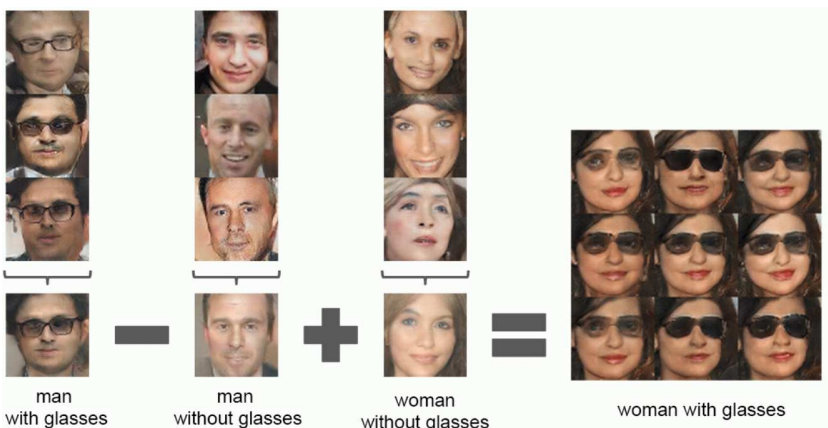 man
with glasses
man
without glasses
woman
without glasses
woman with glasses